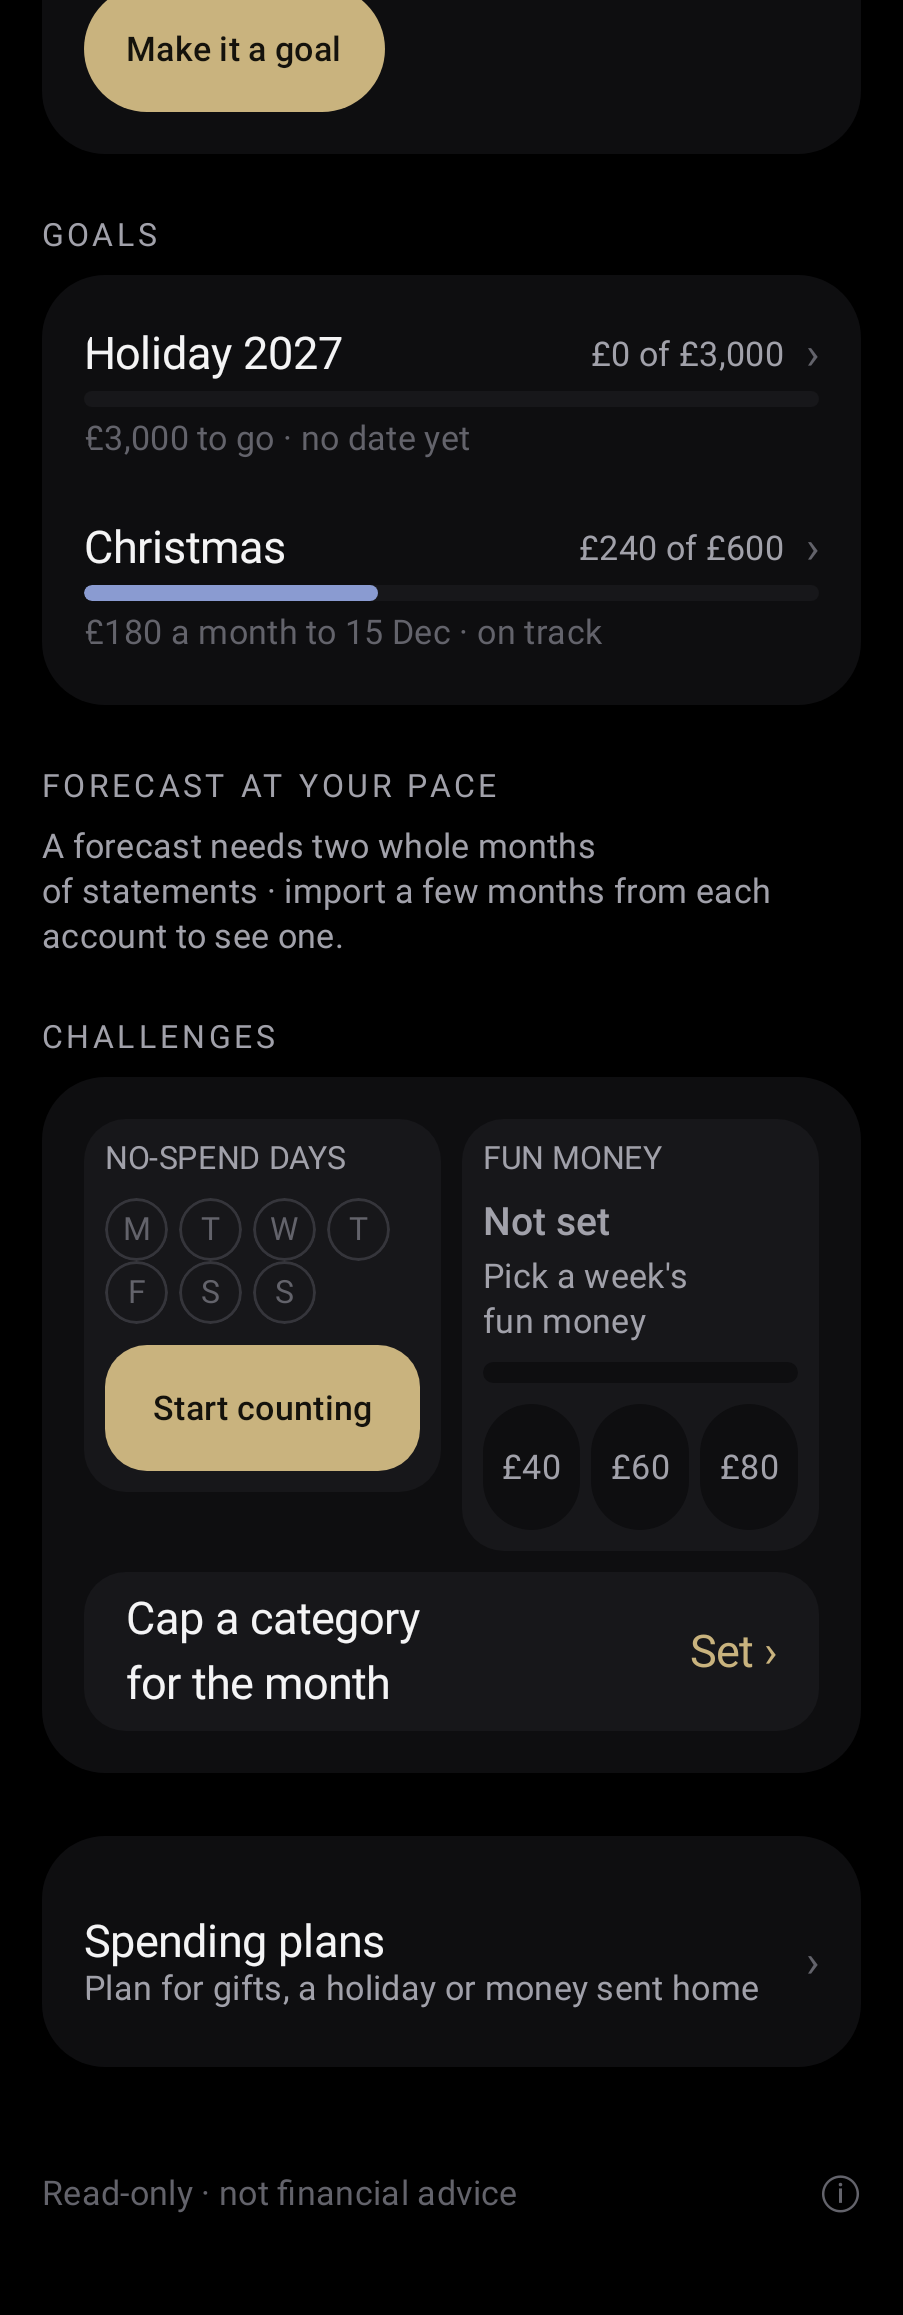 Make it a goal
GOALS
Holiday 2027
£0 of £3,000 ›
£3,000 to go · no date yet
Christmas
£240 of £600 ›
£180 a month to 15 Dec · on track
FORECAST AT YOUR PACE
A forecast needs two whole months
of statements · import a few months from each
account to see one.
CHALLENGES
NO-SPEND DAYS
M T W T
F S S
Start counting
FUN MONEY
Not set
Pick a week's
fun money
£40 £60 £80
Cap a category
for the month
Set ›
Spending plans
Plan for gifts, a holiday or money sent home
›
Read-only · not financial advice